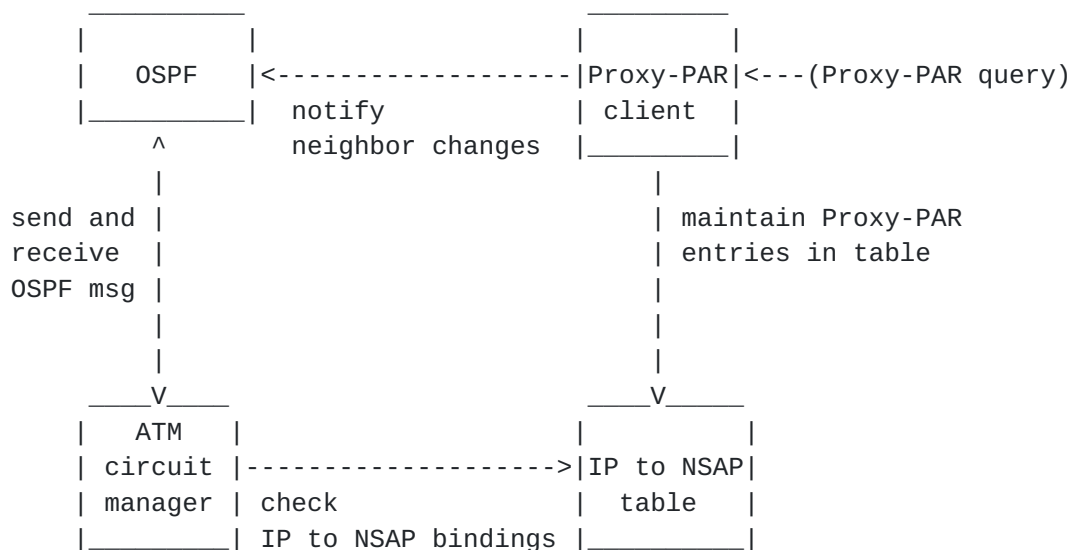 OSPF <-------------------- Proxy-PAR <---(Proxy-PAR query)
notify client
neighbor changes
send and maintain Proxy-PAR
receive entries in table
OSPF msg
ATM
circuit --------------------> IP to NSAP
manager check table
IP to NSAP bindings